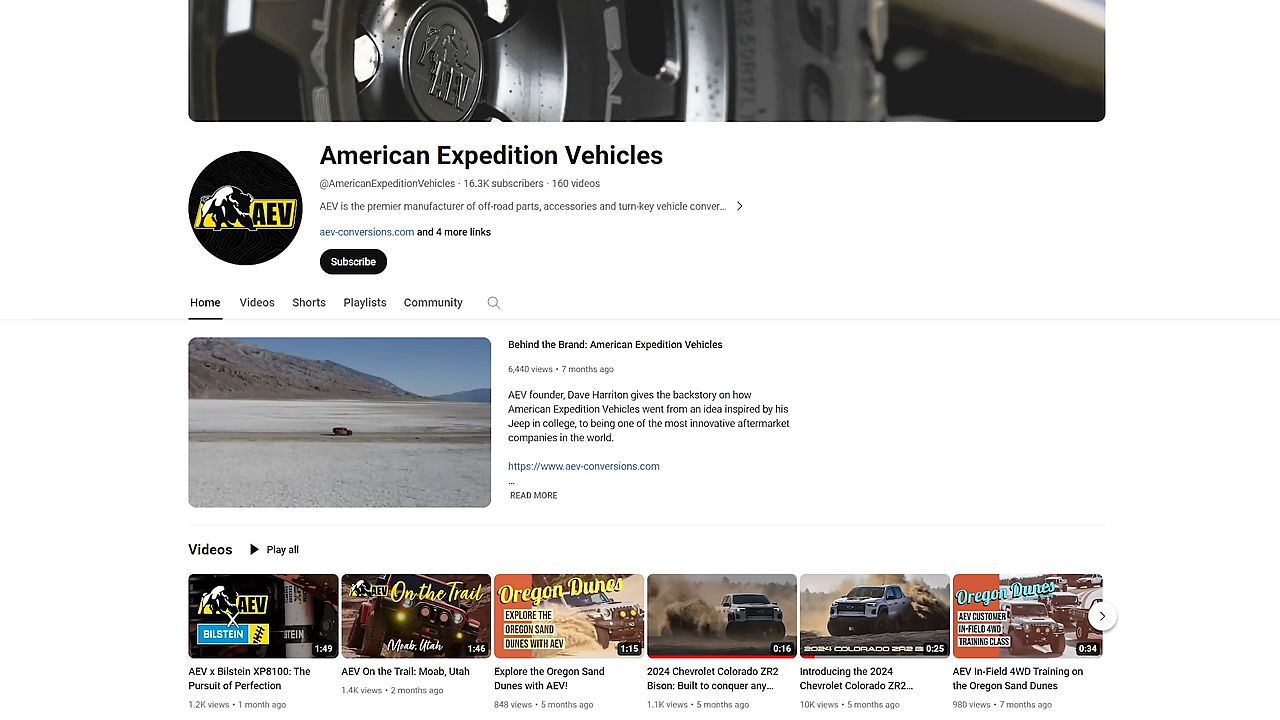 AEV
American Expedition Vehicles
@AmericanExpeditionVehicles · 16.3K subscribers · 160 videos
AEV is the premier manufacturer of off-road parts, accessories and turn-key vehicle conver...
aev-conversions.com and 4 more links
Subscribe
AEV
Home Videos Shorts Playlists Community
Behind the Brand: American Expedition Vehicles
6,440 views • 7 months ago
AEV founder, Dave Harriton gives the backstory on how
American Expedition Vehicles went from an idea inspired by his
Jeep in college, to being one of the most innovative aftermarket
companies in the world.
https://www.aev-conversions.com
...
READ MORE
Videos Play all
AEV
X
BILSTEIN
1:49
AEV On the Trail
Moab, Utah
1:46
Oregon Dunes
EXPLORE THE
OREGON SAND
DUNES WITH AEV
1:15
0:16
2024 COLORADO ZR2 BI
0:25
Oregon Dunes
AEV CUSTOMER
IN-FIELD 4WD
TRAINING CLASS
0:34
AEV x Bilstein XP8100: The
Pursuit of Perfection
1.2K views • 1 month ago
AEV On the Trail: Moab, Utah
1.4K views • 2 months ago
Explore the Oregon Sand
Dunes with AEV!
848 views • 5 months ago
2024 Chevrolet Colorado ZR2
Bison: Built to conquer any...
1.1K views • 5 months ago
Introducing the 2024
Chevrolet Colorado ZR2...
10K views • 5 months ago
AEV In-Field 4WD Training on
the Oregon Sand Dunes
980 views • 7 months ago